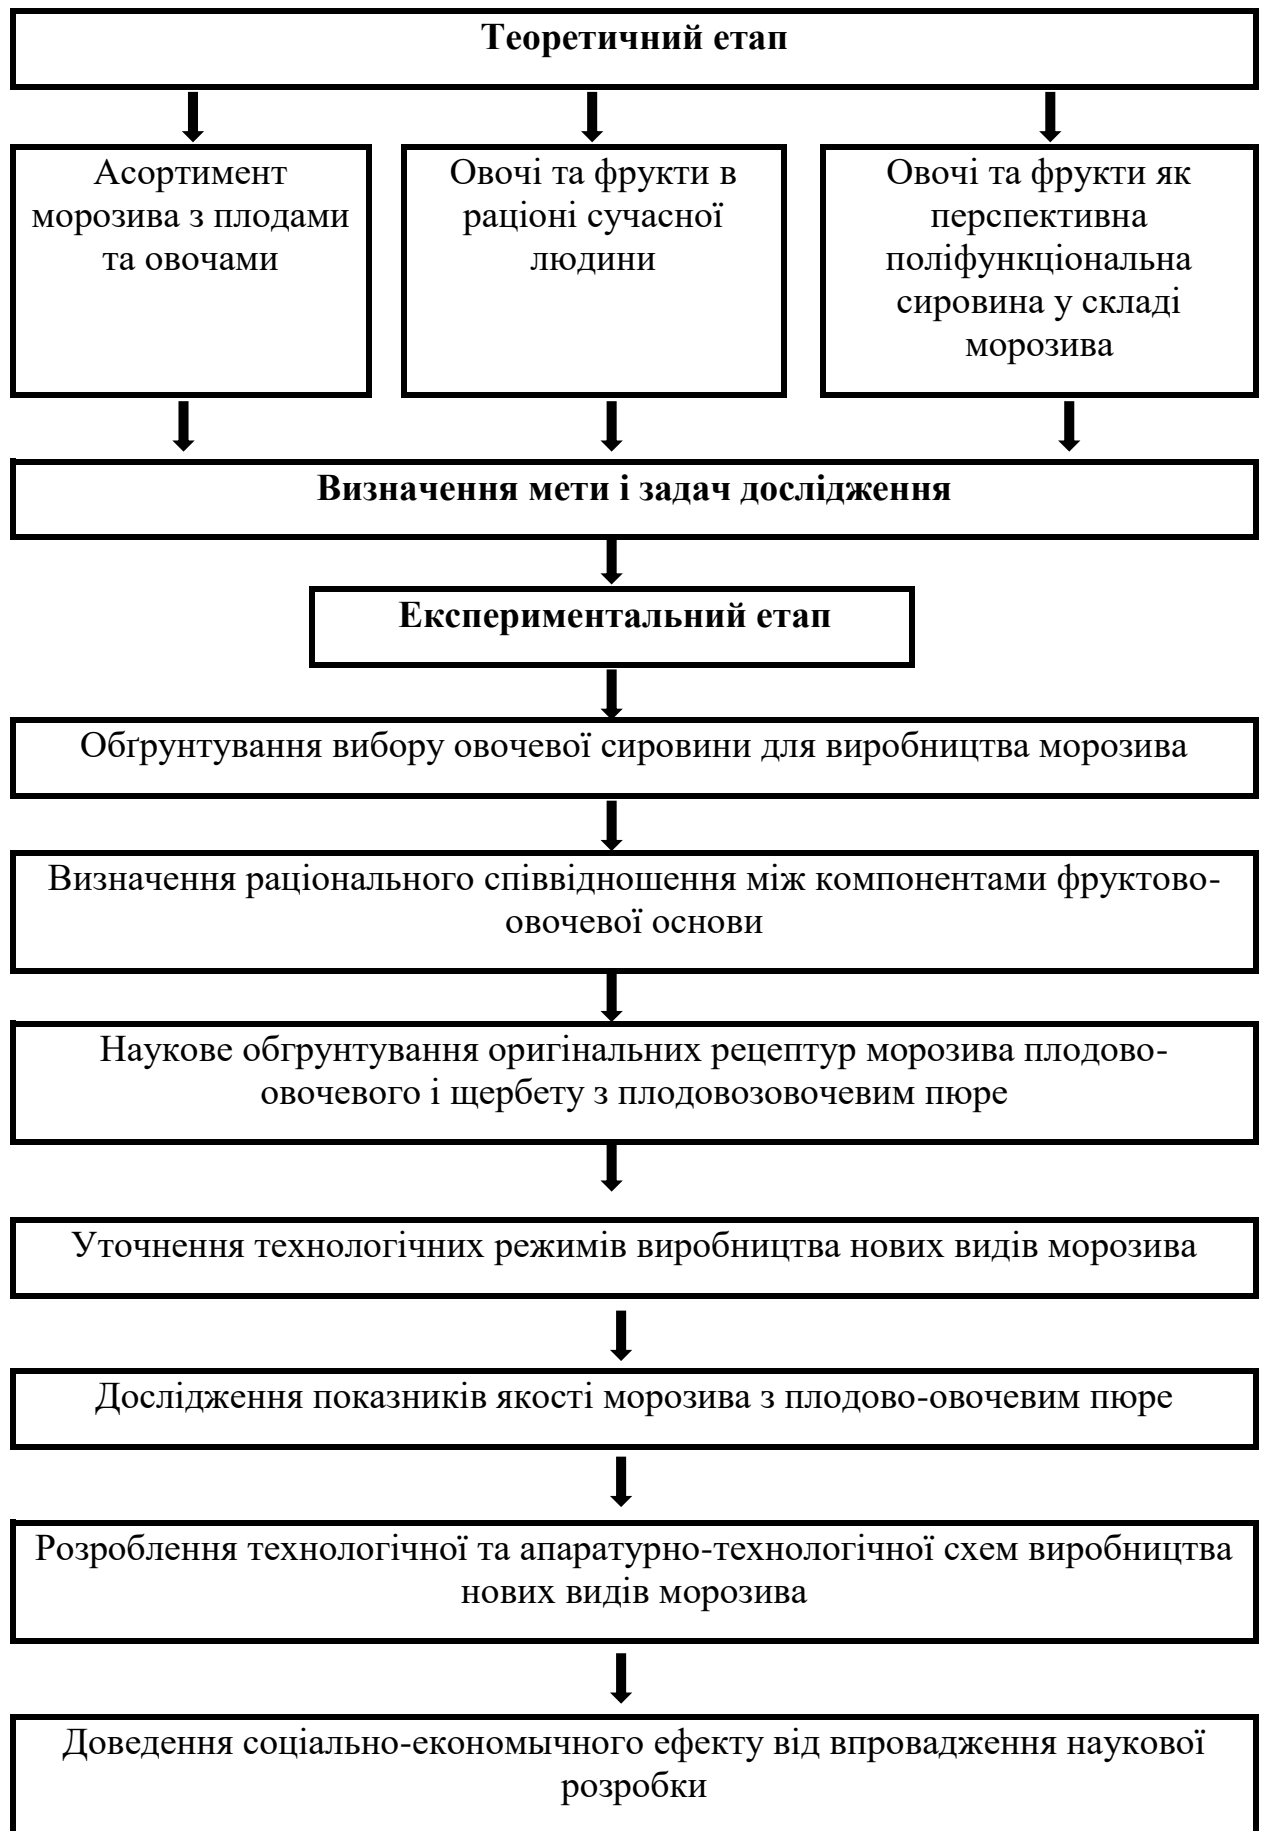 Теоретичний етап
Асортимент
морозива з плодами
та овочами
Овочі та фрукти в
раціоні сучасної
людини
Овочі та фрукти як
перспективна
поліфункціональна
сировина у складі
морозива
Визначення мети і задач дослідження
Експериментальний етап
Обґрунтування вибору овочевої сировини для виробництва морозива
Визначення раціонального співвідношення між компонентами фруктово-
овочевої основи
Наукове обгрунтування оригінальних рецептур морозива плодово-
овочевого і щербету з плодовозовочевим пюре
Уточнення технологічних режимів виробництва нових видів морозива
Дослідження показників якості морозива з плодово-овочевим пюре
Розроблення технологічної та апаратурно-технологічної схем виробництва
нових видів морозива
Доведення соціально-економычного ефекту від впровадження наукової
розробки